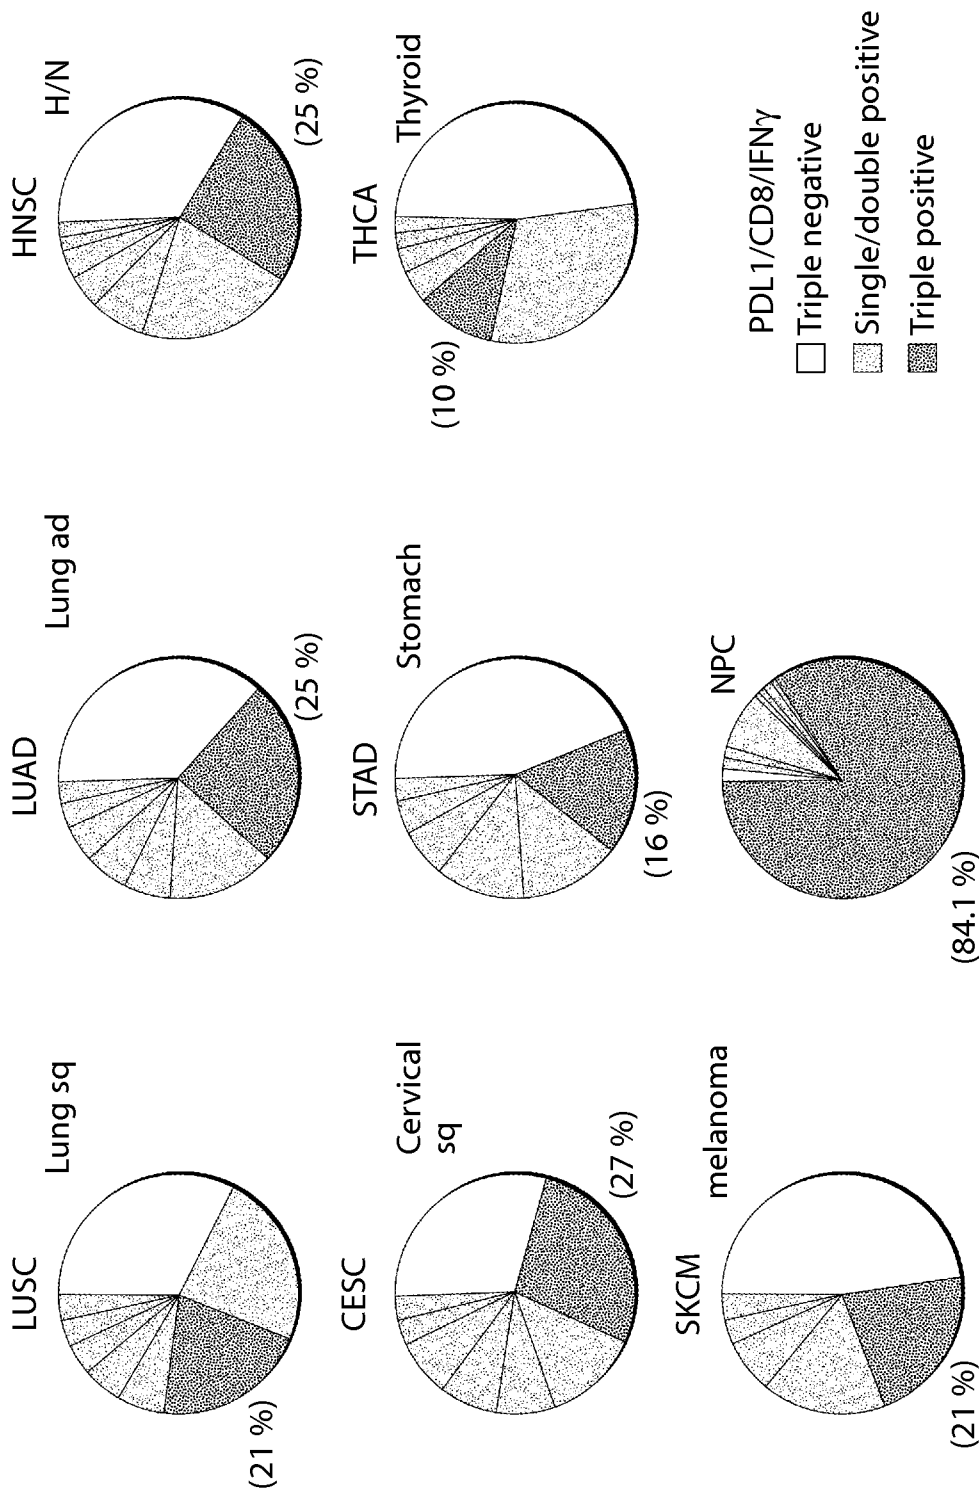 LUSC
Lung sq
(21 %)
LUAD
Lung ad
(25 %)
HNSC
H/N
(25 %)
CESC
Cervical
sq
(27 %)
STAD
Stomach
(16 %)
THCA
Thyroid
(10 %)
SKCM
melanoma
(21 %)
NPC
(84.1 %)
PDL1/CD8/IFNγ
Triple negative
Single/double positive
Triple positive